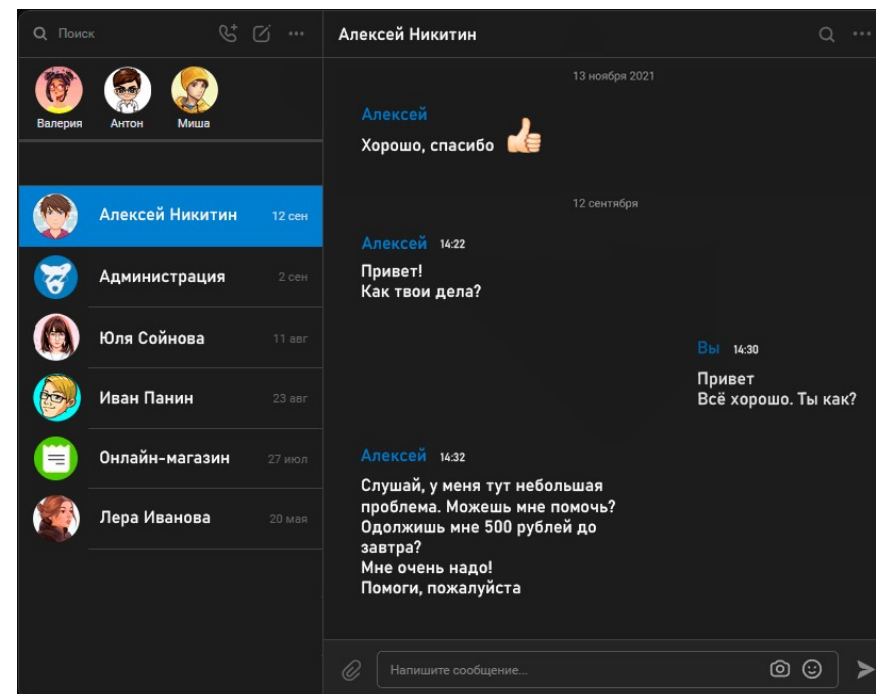 Поиск
Валерия Антон Миша
Алексей Никитин 12 сен
Администрация 2 сен
Юля Сойнова 11 авг
Иван Панин 23 авг
Онлайн-магазин 27 июл
Лера Иванова 20 мая
Алексей Никитин
13 ноября 2021
Алексей
Хорошо, спасибо
12 сентября
Алексей 14:22
Привет!
Как твои дела?
Вы 14:30
Привет
Всё хорошо. Ты как?
Алексей 14:32
Слушай, у меня тут небольшая
проблема. Можешь мне помочь?
Одолжишь мне 500 рублей до
завтра?
Мне очень надо!
Помоги, пожалуйста
Напишите сообщение...